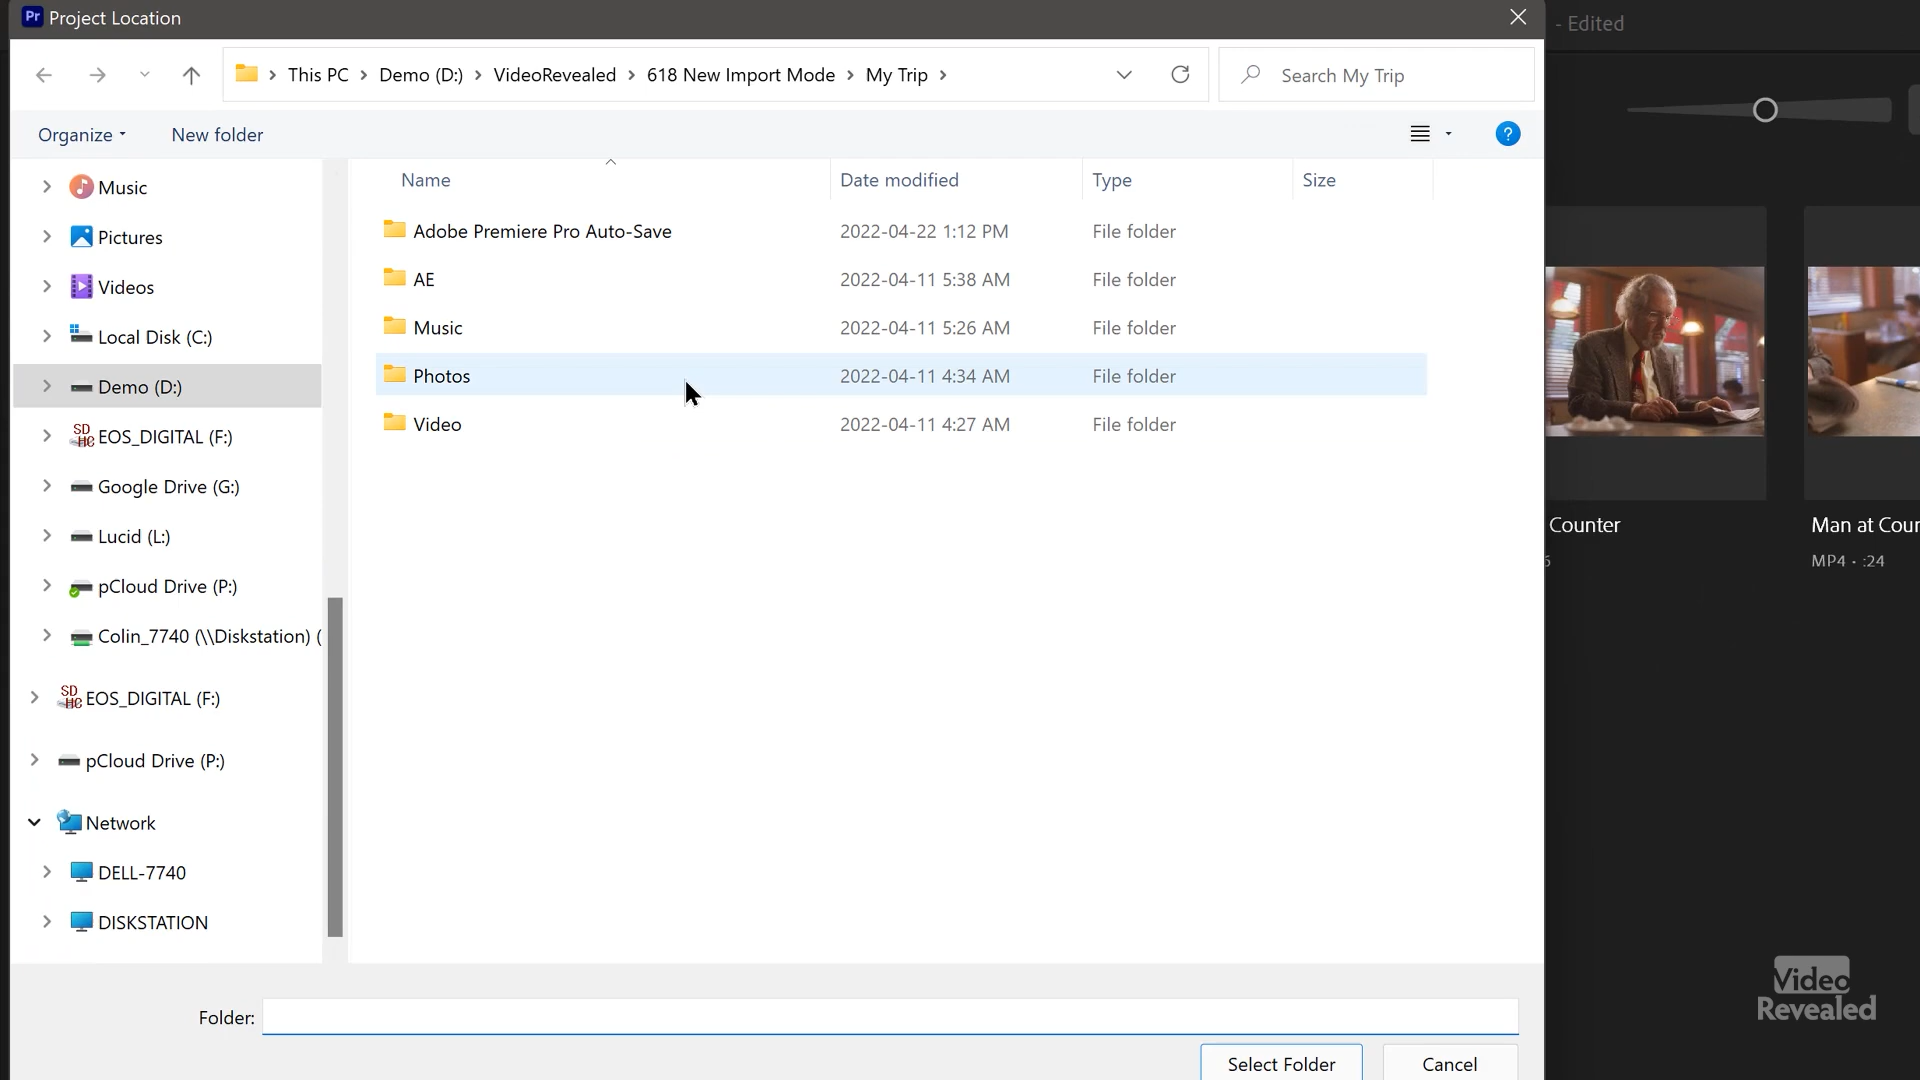 Pr Project Location
- Edited
This PC > Demo (D:) > VideoRevealed > 618 New Import Mode > My Trip >
Search My Trip
Organize
New folder
?
Name
Date modified
Type
Size
Music
Pictures
Videos
Local Disk (C:)
Demo (D:)
SD HC EOS_DIGITAL (F:)
Google Drive (G:)
Lucid (L:)
pCloud Drive (P:)
Colin_7740 (\\Diskstation) (
SD HC EOS_DIGITAL (F:)
pCloud Drive (P:)
Network
DELL-7740
DISKSTATION
Adobe Premiere Pro Auto-Save 2022-04-22 1:12 PM File folder
AE 2022-04-11 5:38 AM File folder
Music 2022-04-11 5:26 AM File folder
Photos 2022-04-11 4:34 AM File folder
Video 2022-04-11 4:27 AM File folder
Counter
Man at Cour
MP4 · :24
Folder:
Select Folder
Cancel
Video
Revealed